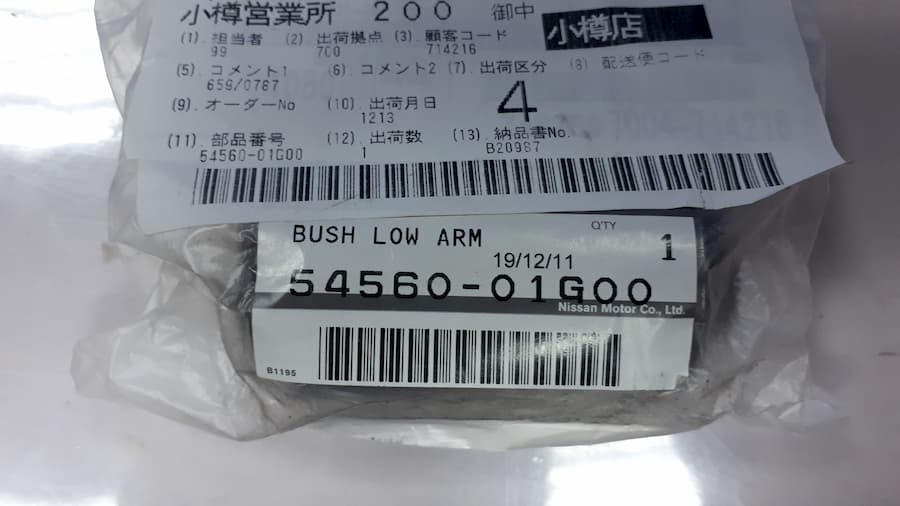 小樽営業所 200 御中 小樽店
(1). 担当者 (2). 出荷拠点 (3). 顧客コード
99 700 714216
(5). コメント1 (6). コメント2 (7). 出荷区分 (8). 配送便コード
659/0787 4
(9). オーダーNo (10). 出荷月日
1213
(11). 部品番号 (12). 出荷数 (13). 納品書No.
54560-01G00 1 B20987
BUSH LOW ARM Q'TY 1
19/12/11
54560-01G00
Nissan Motor Co., Ltd.
B1195